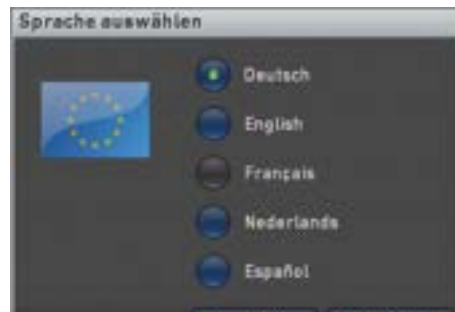 Sprache auswählen
Deutsch
English
Français
Nederlands
Español